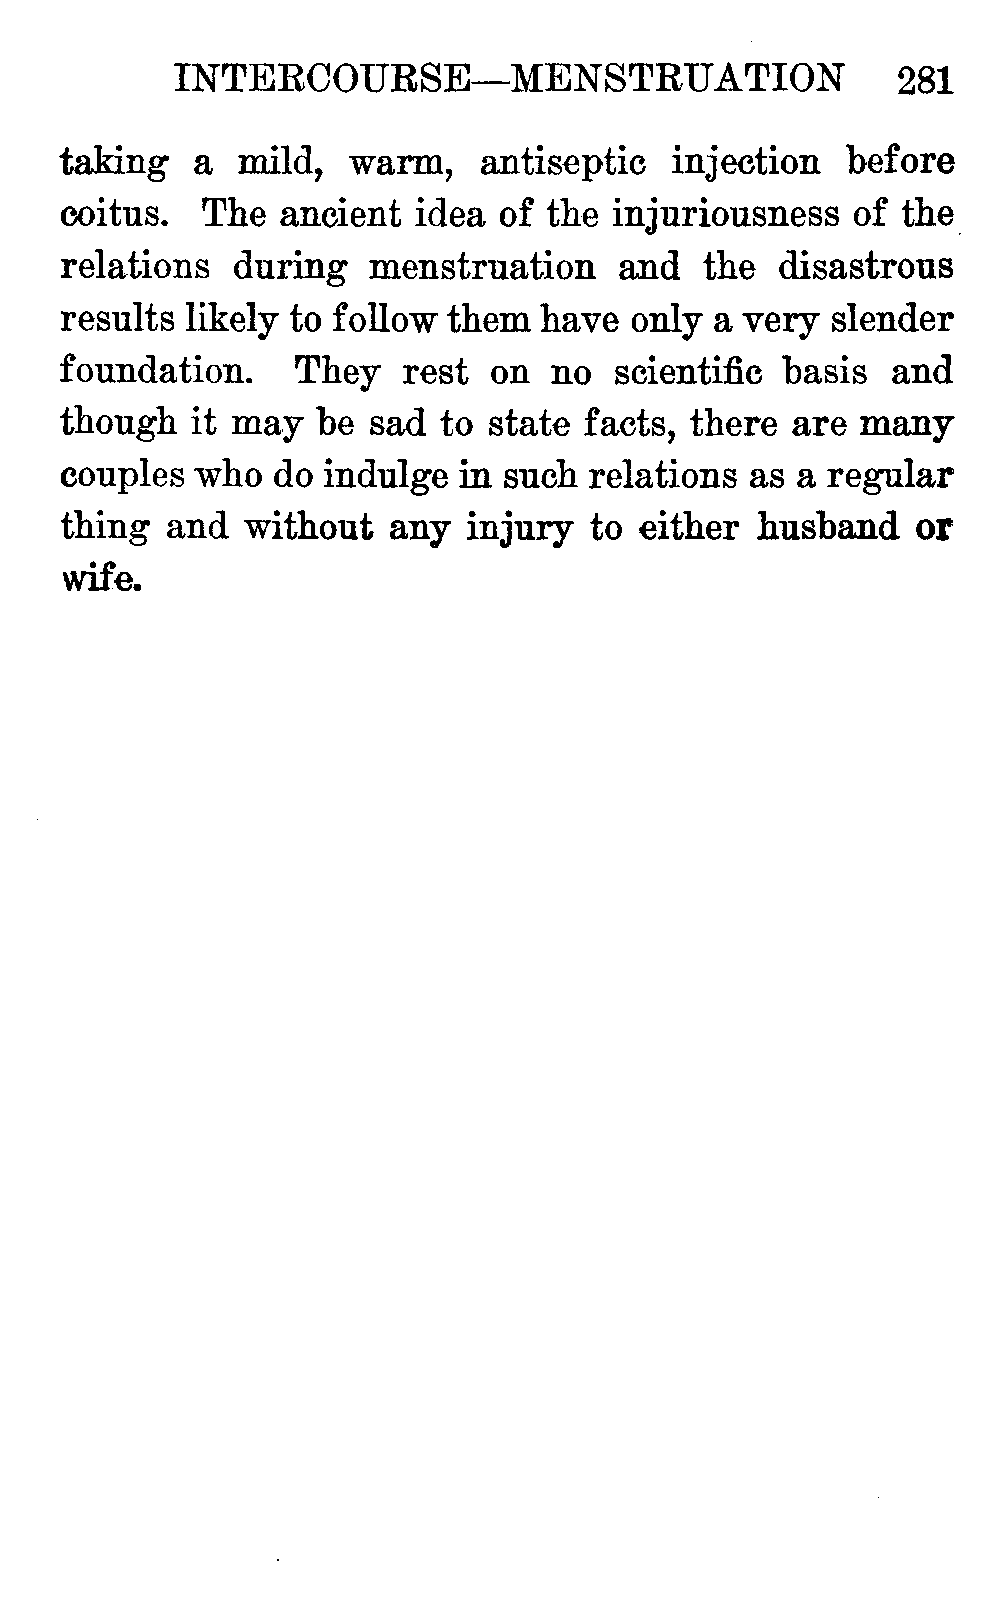 INTERCOURSE—MENSTRUATION 281
taking a mild, warm, antiseptic injection before
coitus. The ancient idea of the injuriousness of the
relations during menstruation and the disastrous
results likely to follow them have only a very slender
foundation. They rest on no scientific basis and
though it may be sad to state facts, there are many
couples who do indulge in such relations as a regular
thing and without any injury to either husband or
wife.